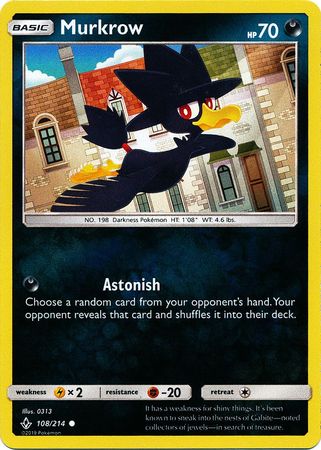 BASIC Murkrow HP 70
NO. 198 Darkness Pokémon HT: 1'08" WT: 4.6 lbs.
Astonish
Choose a random card from your opponent's hand. Your
opponent reveals that card and shuffles it into their deck.
weakness × 2 resistance -20 retreat
Illus. 0313
108/214
©2019 Pokémon
It has a weakness for shiny things. It's been
known to sneak into the nests of Gabite—noted
collectors of jewels—in search of treasure.